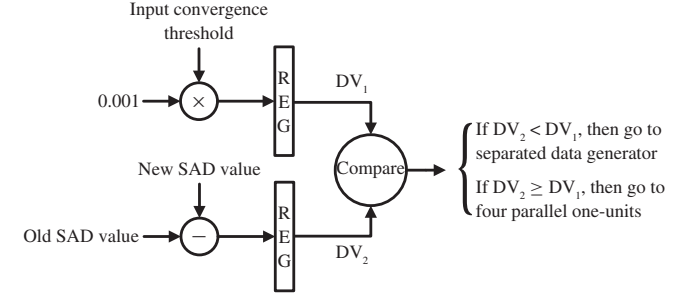 Input convergence
threshold
0.001
×
R
E
G
DV₁
Compare
New SAD value
Old SAD value
−
R
E
G
DV₂
If DV₂ < DV₁, then go to
separated data generator
If DV₂ ≥ DV₁, then go to
four parallel one-units